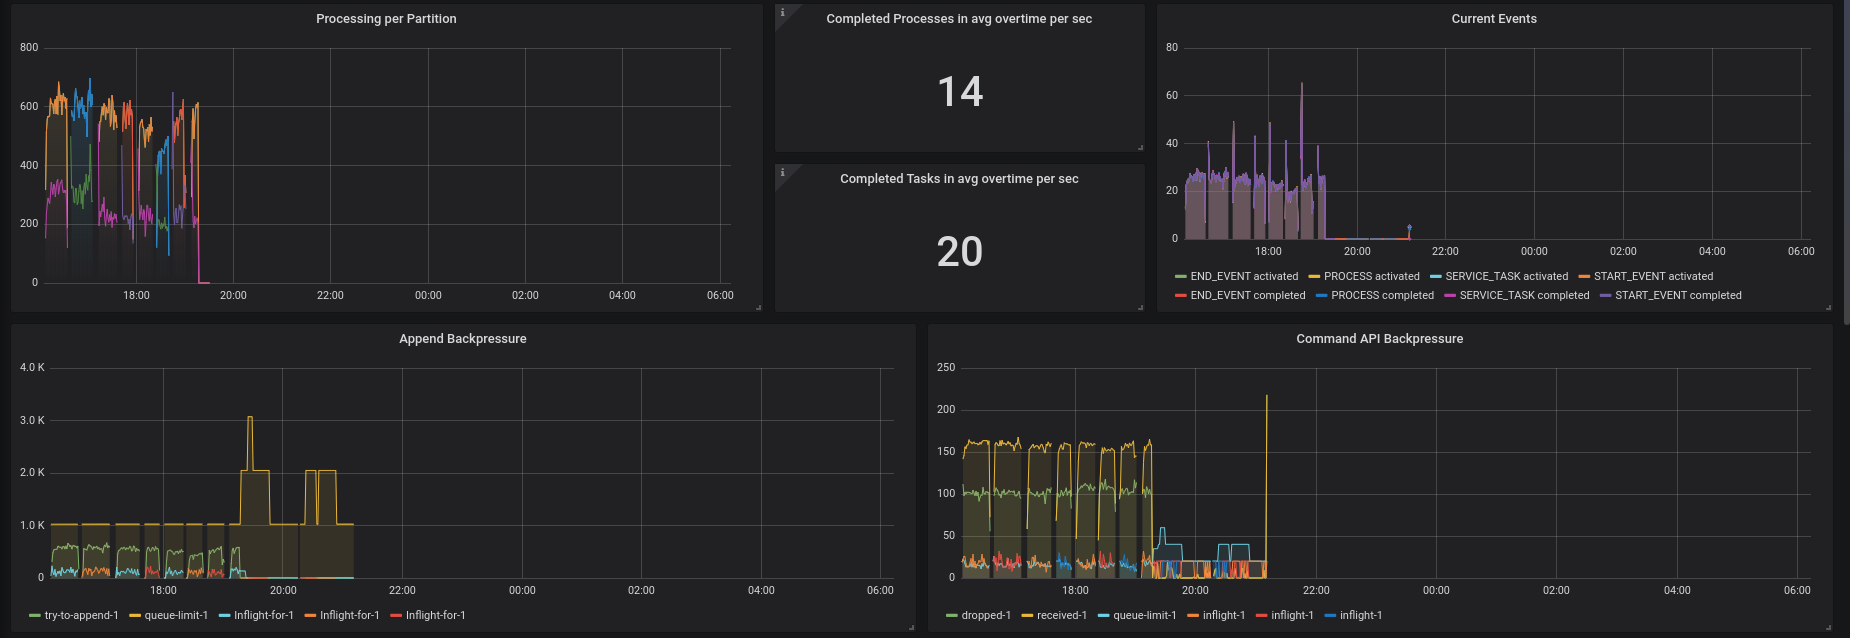 Processing per Partition
800
600
400
200
0
18:00 20:00 22:00 00:00 02:00 04:00 06:00
i
Completed Processes in avg overtime per sec
14
i
Completed Tasks in avg overtime per sec
20
Current Events
80
60
40
20
0
18:00 20:00 22:00 00:00 02:00 04:00 06:00
END_EVENT activated PROCESS activated SERVICE_TASK activated START_EVENT activated
END_EVENT completed PROCESS completed SERVICE_TASK completed START_EVENT completed
Append Backpressure
4.0 K
3.0 K
2.0 K
1.0 K
0
18:00 20:00 22:00 00:00 02:00 04:00 06:00
try-to-append-1 queue-limit-1 Inflight-for-1 Inflight-for-1 Inflight-for-1
Command API Backpressure
250
200
150
100
50
0
18:00 20:00 22:00 00:00 02:00 04:00 06:00
dropped-1 received-1 queue-limit-1 inflight-1 inflight-1 inflight-1